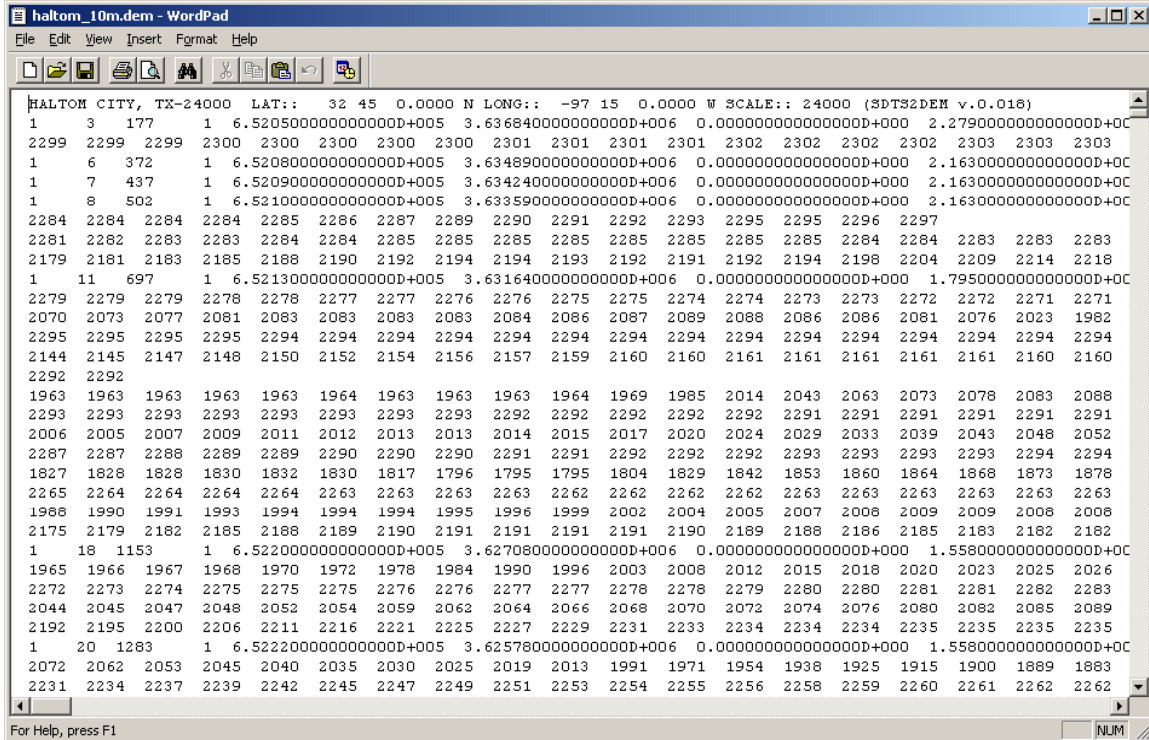 haltom_10m.dem - WordPad
File Edit View Insert Format Help
HALTOM CITY, TX-24000 LAT:: 32 45 0.0000 N LONG:: -97 15 0.0000 W SCALE:: 24000 (SDTS2DEM v.0.018)
1 3 177 1 6.520500000000000D+005 3.636840000000000D+006 0.000000000000000D+000 2.279000000000000D+00
2299 2299 2299 2300 2300 2300 2300 2300 2301 2301 2301 2301 2302 2302 2302 2302 2303 2303 2303
1 6 372 1 6.520800000000000D+005 3.634890000000000D+006 0.000000000000000D+000 2.163000000000000D+00
1 7 437 1 6.520900000000000D+005 3.634240000000000D+006 0.000000000000000D+000 2.163000000000000D+00
1 8 502 1 6.521000000000000D+005 3.633590000000000D+006 0.000000000000000D+000 2.163000000000000D+00
2284 2284 2284 2284 2285 2286 2287 2289 2290 2291 2292 2293 2295 2295 2296 2297
2281 2282 2283 2283 2284 2284 2285 2285 2285 2285 2285 2285 2285 2284 2284 2283 2283 2283
2179 2181 2183 2185 2188 2190 2192 2194 2194 2193 2192 2191 2192 2194 2198 2204 2209 2214 2218
1 11 697 1 6.521300000000000D+005 3.631640000000000D+006 0.000000000000000D+000 1.795000000000000D+00
2279 2279 2279 2278 2278 2277 2277 2276 2276 2275 2275 2274 2274 2273 2273 2272 2272 2271 2271
2070 2073 2077 2081 2083 2083 2083 2083 2084 2086 2087 2089 2088 2086 2086 2081 2076 2023 1982
2295 2295 2295 2295 2294 2294 2294 2294 2294 2294 2294 2294 2294 2294 2294 2294 2294 2294 2294
2144 2145 2147 2148 2150 2152 2154 2156 2157 2159 2160 2160 2161 2161 2161 2161 2161 2160 2160
2292 2292
1963 1963 1963 1963 1963 1964 1963 1963 1963 1964 1969 1985 2014 2043 2063 2073 2078 2083 2088
2293 2293 2293 2293 2293 2293 2293 2293 2292 2292 2292 2292 2292 2291 2291 2291 2291 2291 2291
2006 2005 2007 2009 2011 2012 2013 2013 2014 2015 2017 2020 2024 2029 2033 2039 2043 2048 2052
2287 2287 2288 2289 2289 2290 2290 2290 2291 2291 2292 2292 2292 2293 2293 2293 2293 2294 2294
1827 1828 1828 1830 1832 1830 1817 1796 1795 1795 1804 1829 1842 1853 1860 1864 1868 1873 1878
2265 2264 2264 2264 2264 2263 2263 2263 2263 2262 2262 2262 2262 2262 2263 2263 2263 2263 2263
1988 1990 1991 1993 1994 1994 1994 1995 1996 1999 2002 2004 2005 2007 2008 2009 2009 2008 2008
2175 2179 2182 2185 2188 2189 2190 2191 2191 2191 2191 2190 2189 2188 2186 2185 2183 2182 2182
1 18 1153 1 6.522000000000000D+005 3.627080000000000D+006 0.000000000000000D+000 1.558000000000000D+00
1965 1966 1967 1968 1970 1972 1978 1984 1990 1996 2003 2008 2012 2015 2018 2020 2023 2025 2026
2272 2273 2274 2275 2275 2275 2276 2276 2277 2277 2278 2278 2279 2280 2280 2281 2281 2282 2283
2044 2045 2047 2048 2052 2054 2059 2062 2064 2066 2068 2070 2072 2074 2076 2080 2082 2085 2089
2192 2195 2200 2206 2211 2216 2221 2225 2227 2229 2231 2233 2234 2234 2234 2235 2235 2235 2235
1 20 1283 1 6.522200000000000D+005 3.625780000000000D+006 0.000000000000000D+000 1.558000000000000D+00
2072 2062 2053 2045 2040 2035 2030 2025 2019 2013 1991 1971 1954 1938 1925 1915 1900 1889 1883
2231 2234 2237 2239 2242 2245 2247 2249 2251 2253 2254 2255 2256 2258 2259 2260 2261 2262 2262
For Help, press F1
NUM